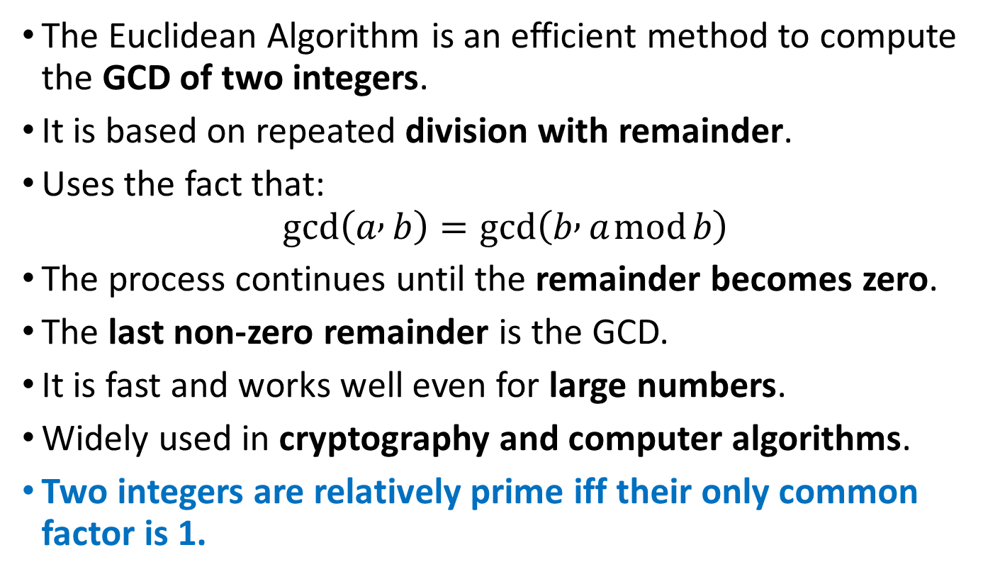 • The Euclidean Algorithm is an efficient method to compute
the GCD of two integers.
• It is based on repeated division with remainder.
• Uses the fact that:
gcd(a, b) = gcd(b, a mod b)
• The process continues until the remainder becomes zero.
• The last non-zero remainder is the GCD.
• It is fast and works well even for large numbers.
• Widely used in cryptography and computer algorithms.
• Two integers are relatively prime iff their only common
factor is 1.